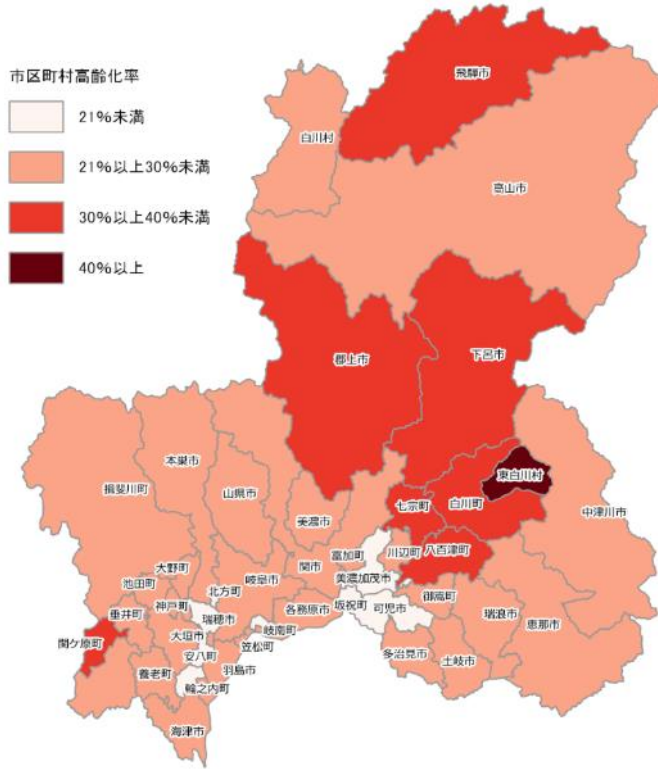 市区町村高齢化率
21%未満
21%以上30%未満
30%以上40%未満
40%以上
飛騨市
白川村
高山市
郡上市
下呂市
本巣市
揖斐川町
山県市
東白川村
七宗町
白川町
中津川市
美濃市
富加町
川辺町
八百津町
大野町
関市
池田町
北方町
岐阜市
美濃加茂市
御嵩町
神戸町
垂井町
瑞穂市
各務原市
坂祝町
可児市
瑞浪市
恵那市
関ケ原町
大垣市
岐南町
笠松町
安八町
多治見市
土岐市
養老町
羽島市
輪之内町
海津市